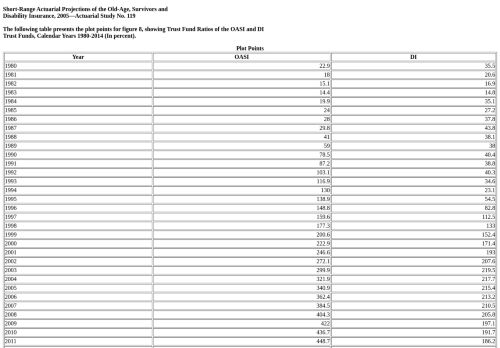 Short-Range Actuarial Projections of the Old-Age, Survivors and
Disability Insurance, 2005—Actuarial Study No. 119
The following table presents the plot points for figure 8, showing Trust Fund Ratios of the OASI and DI
Trust Funds, Calendar Years 1980-2014 (In percent).
Plot Points
Year OASI DI
1980 22.9 35.5
1981 18 20.6
1982 15.1 16.9
1983 14.4 14.8
1984 19.9 35.1
1985 24 27.2
1986 28 37.8
1987 29.8 43.8
1988 41 38.1
1989 59 38
1990 78.5 40.4
1991 87.2 38.8
1992 103.1 40.3
1993 116.9 34.6
1994 130 23.1
1995 138.9 54.5
1996 148.8 82.8
1997 159.6 112.5
1998 177.3 133
1999 200.6 152.4
2000 222.9 171.4
2001 246.6 193
2002 272.1 207.6
2003 299.9 219.5
2004 321.9 217.7
2005 340.9 215.4
2006 362.4 213.2
2007 384.5 210.5
2008 404.3 205.8
2009 422 197.1
2010 436.7 191.7
2011 448.7 186.2